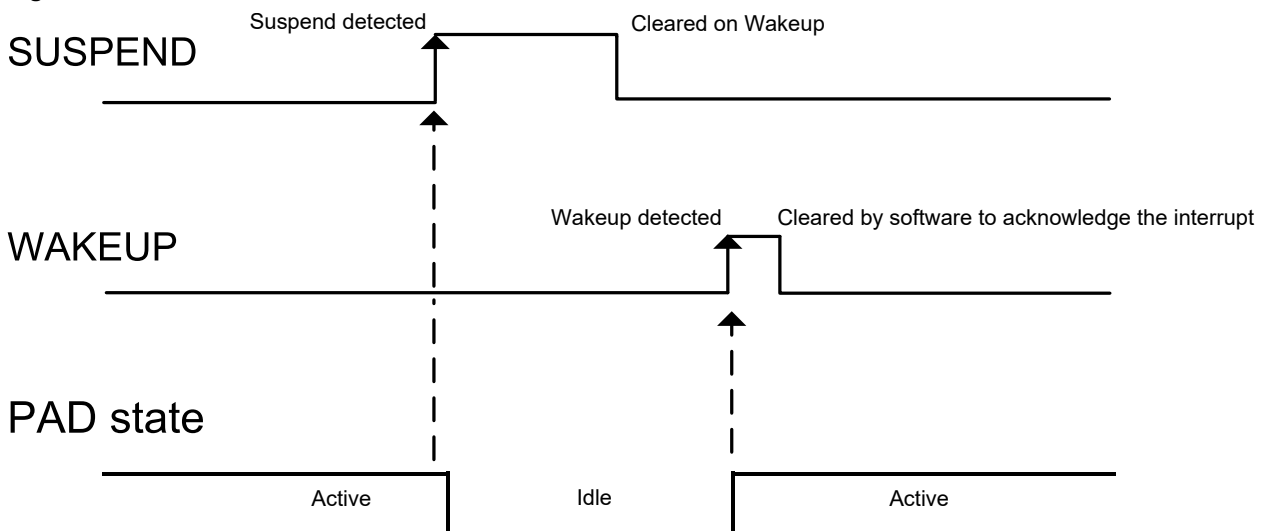 Suspend detected
Cleared on Wakeup
SUSPEND
Wakeup detected
Cleared by software to acknowledge the interrupt
WAKEUP
PAD state
Active
Idle
Active